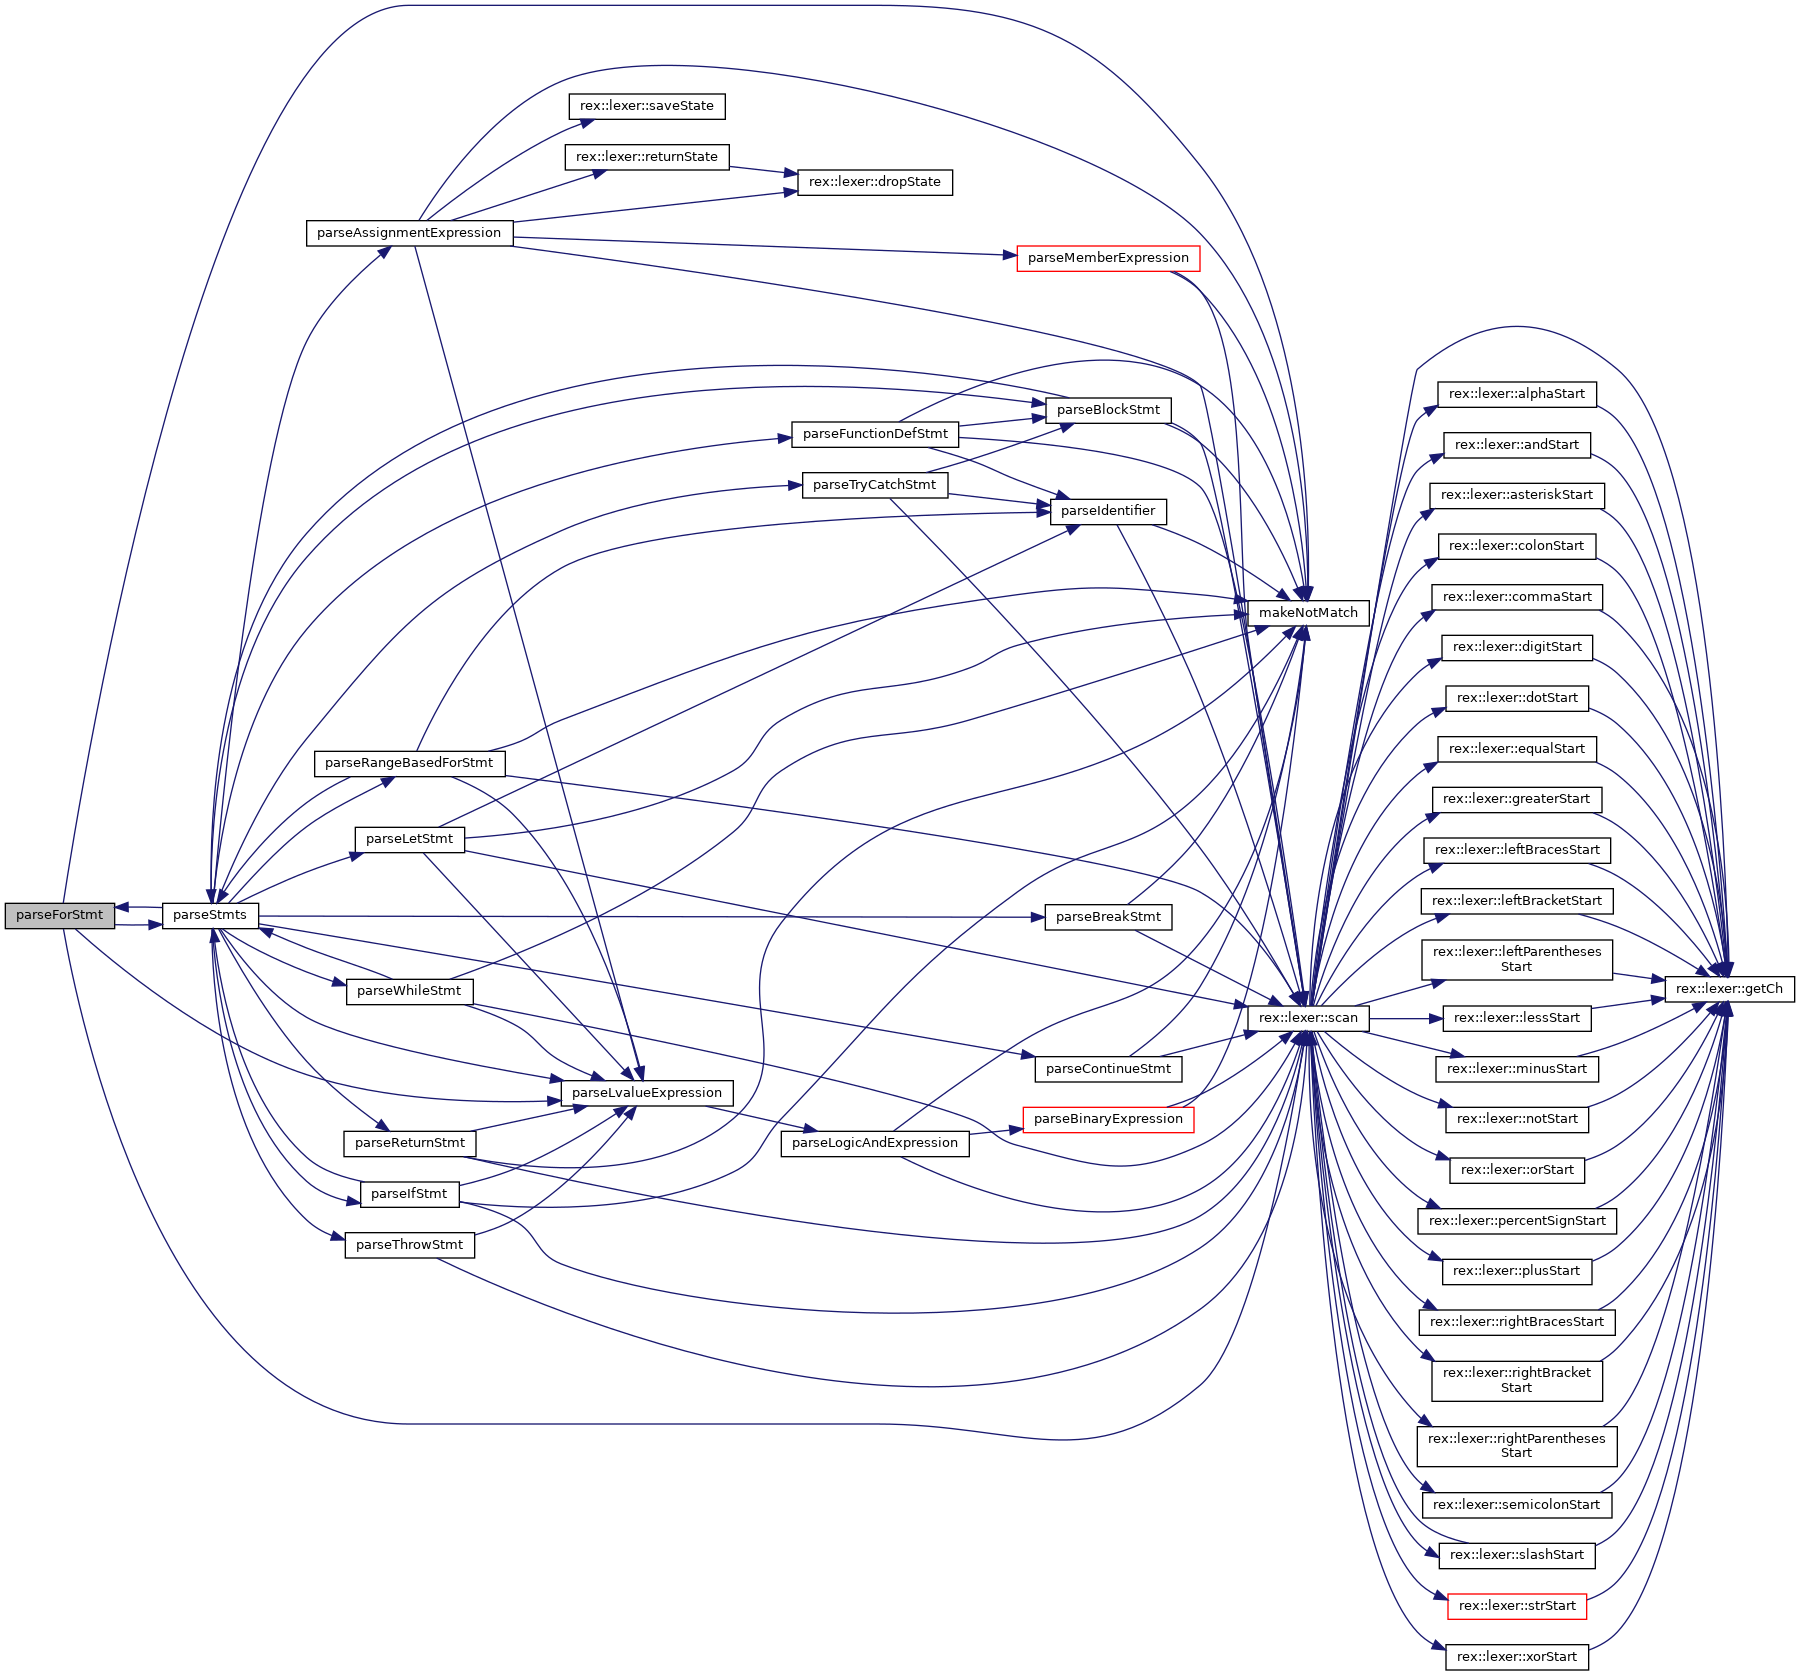 rex::lexer::saveState
rex::lexer::returnState
rex::lexer::dropState
parseAssignmentExpression
parseMemberExpression
parseBlockStmt
parseFunctionDefStmt
parseTryCatchStmt
parseIdentifier
makeNotMatch
parseRangeBasedForStmt
parseLetStmt
parseForStmt
parseStmts
parseBreakStmt
parseWhileStmt
rex::lexer::scan
parseContinueStmt
parseLvalueExpression
parseReturnStmt
parseLogicAndExpression
parseBinaryExpression
parseIfStmt
parseThrowStmt
rex::lexer::alphaStart
rex::lexer::andStart
rex::lexer::asteriskStart
rex::lexer::colonStart
rex::lexer::commaStart
rex::lexer::digitStart
rex::lexer::dotStart
rex::lexer::equalStart
rex::lexer::greaterStart
rex::lexer::leftBracesStart
rex::lexer::leftBracketStart
rex::lexer::leftParentheses
Start
rex::lexer::getCh
rex::lexer::lessStart
rex::lexer::minusStart
rex::lexer::notStart
rex::lexer::orStart
rex::lexer::percentSignStart
rex::lexer::plusStart
rex::lexer::rightBracesStart
rex::lexer::rightBracket
Start
rex::lexer::rightParentheses
Start
rex::lexer::semicolonStart
rex::lexer::slashStart
rex::lexer::strStart
rex::lexer::xorStart